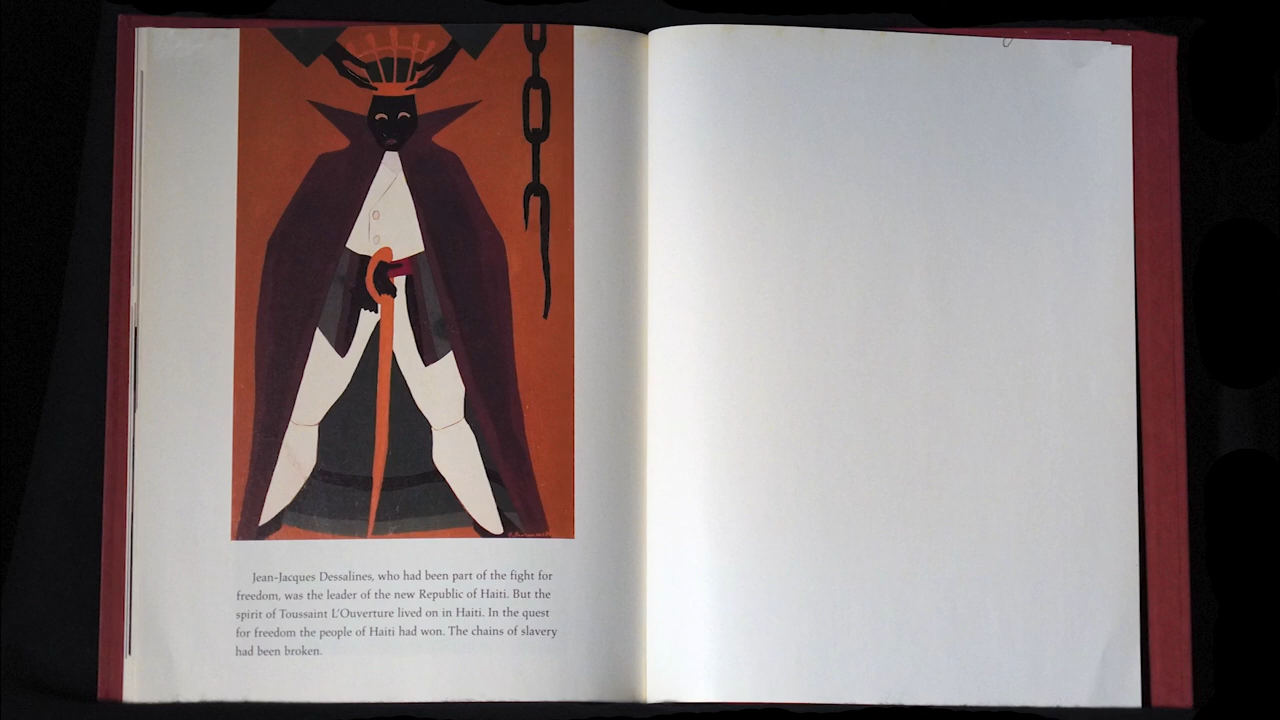 Jean-Jacques Dessalines, who had been part of the fight for
freedom, was the leader of the new Republic of Haiti. But the
spirit of Toussaint L'Ouverture lived on in Haiti. In the quest
for freedom the people of Haiti had won. The chains of slavery
had been broken.